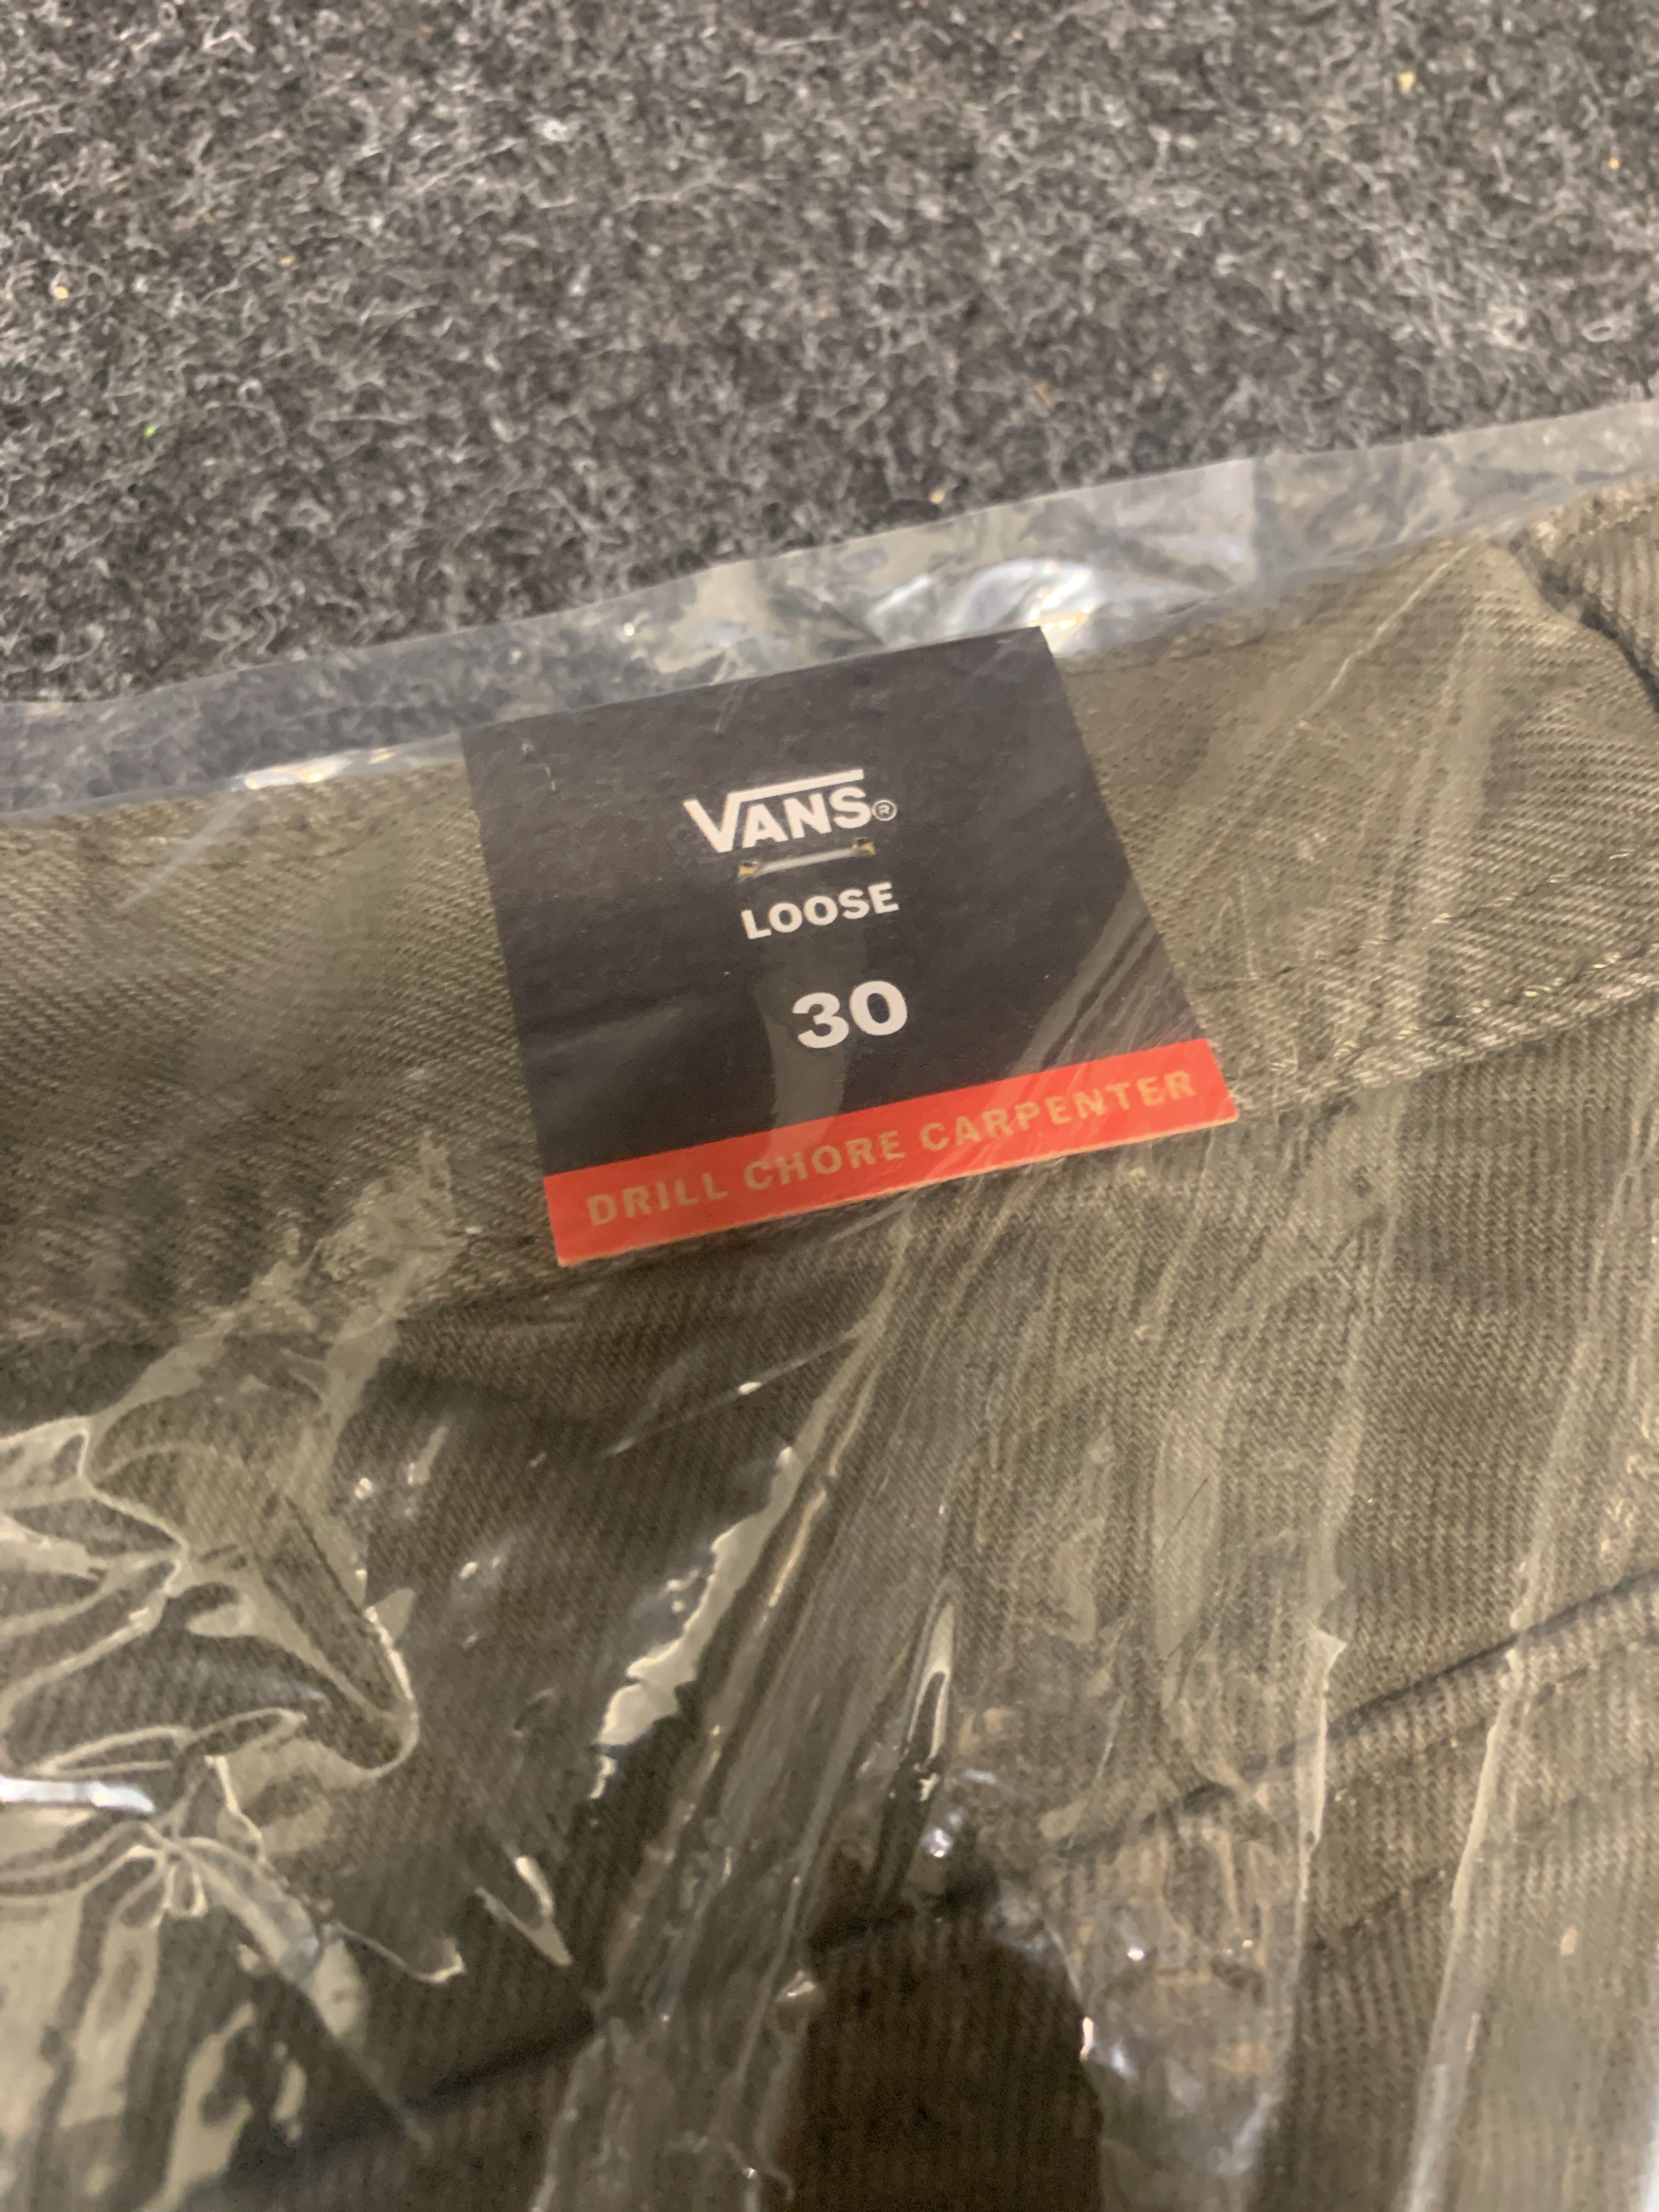 VANS®
LOOSE
30
DRILL CHORE CARPENTER